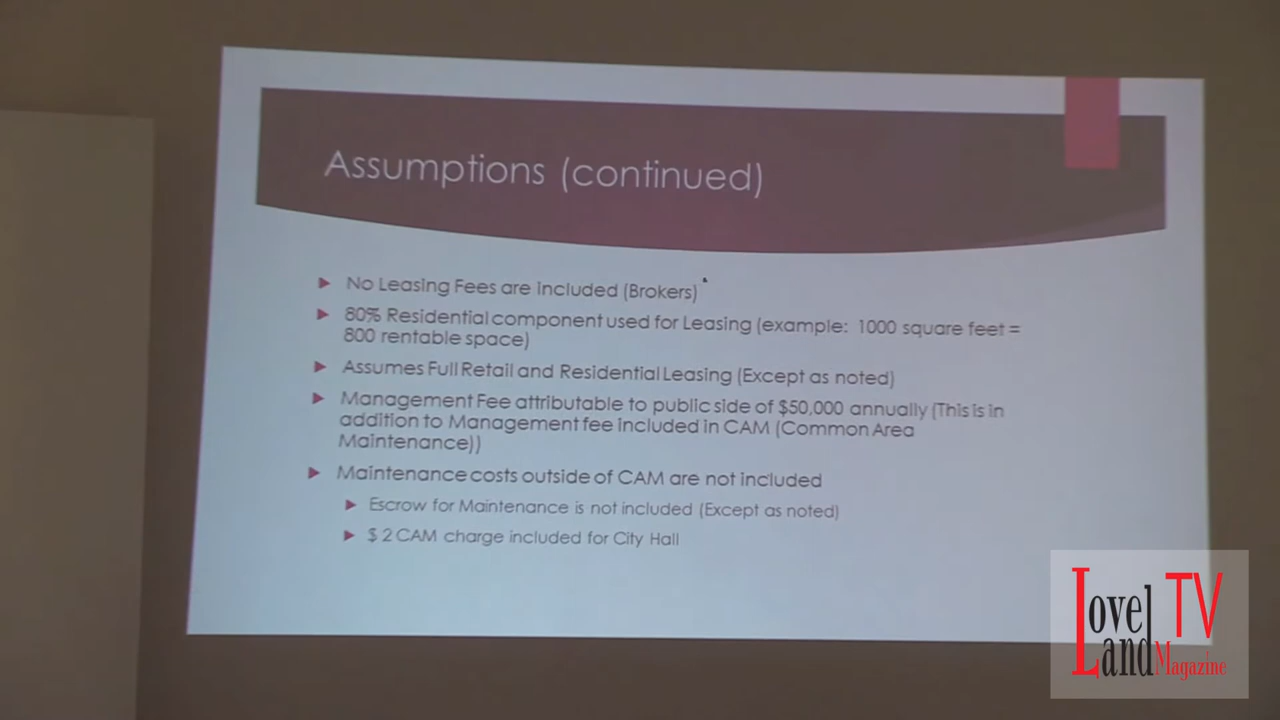 Assumptions (continued)
No Leasing Fees are included (Brokers)
80% Residential component used for Leasing (example: 1000 square feet =
800 rentable space)
Assumes Full Retail and Residential Leasing (Except as noted)
Management Fee attributable to public side of $50,000 annually (This is in
addition to Management fee included in CAM (Common Area
Maintenance))
Maintenance costs outside of CAM are not included
Escrow for Maintenance is not included (Except as noted)
$ 2 CAM charge included for City Hall
Love Land TV Magazine